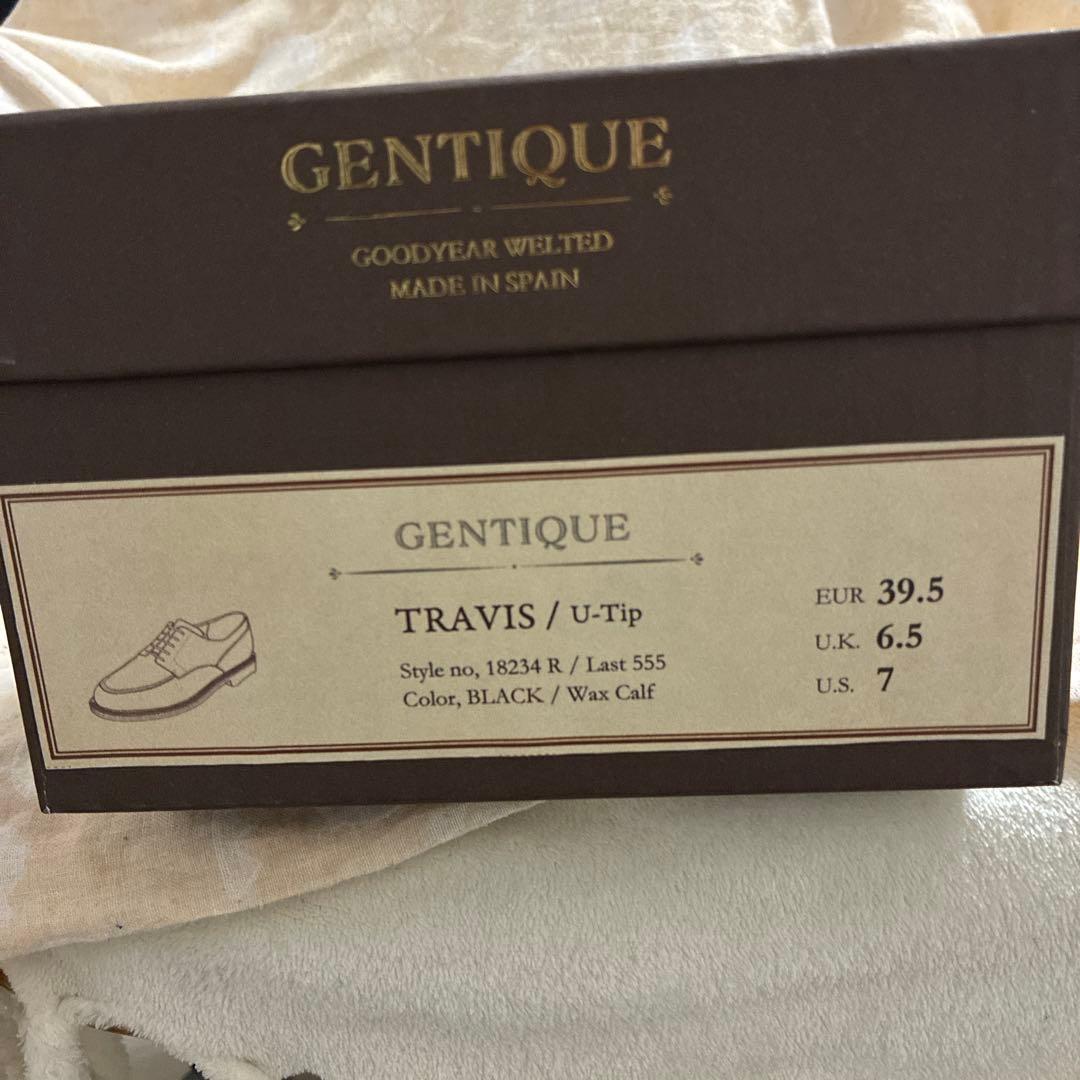 GENTIQUE
GOODYEAR WELTED
MADE IN SPAIN
GENTIQUE
TRAVIS / U-Tip
Style no, 18234 R / Last 555
Color, BLACK / Wax Calf
EUR 39.5
U.K. 6.5
U.S. 7